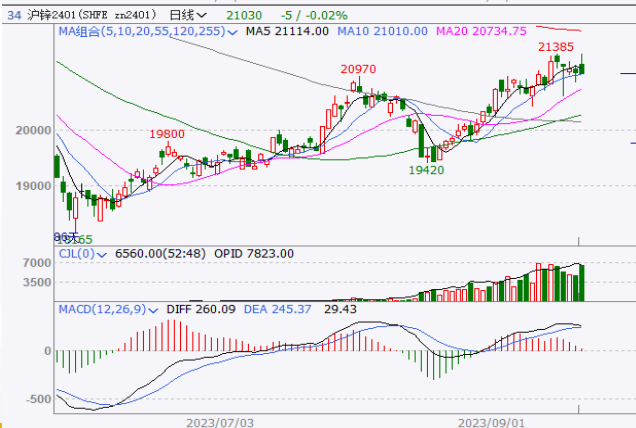 34 沪锌2401(SHFE zn2401) 日线 21030 -5 / -0.02%
MA组合(5,10,20,55,120,255) MA5 21114.00 MA10 21010.00 MA20 20734.75
21385
20970
20000
19800
19420
19000
CJL(0) 6560.00(52:48) OPID 7823.00
7000
3500
MACD(12,26,9) DIFF 260.09 DEA 245.37 29.43
0
-500
2023/07/03 2023/09/01